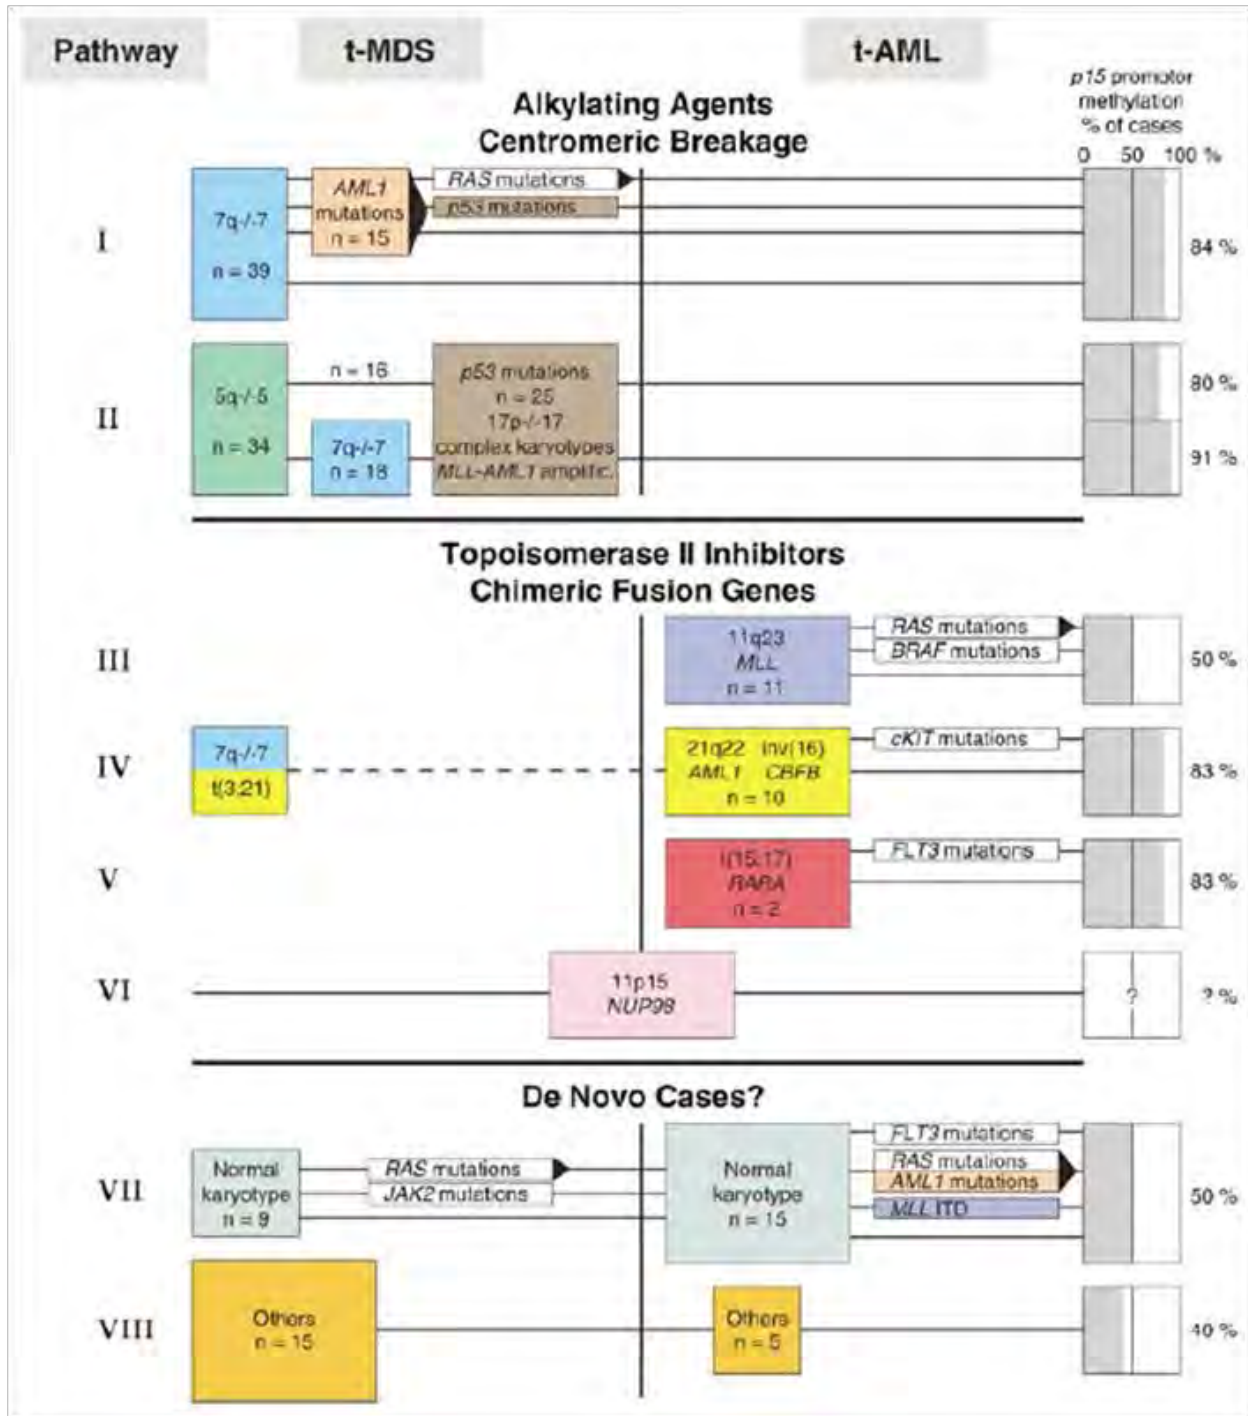 Pathway
t-MDS
t-AML
p15 promotor
methylation
% of cases
0 50 100 %
Alkylating Agents
Centromeric Breakage
I
7q-/-7
n = 39
AML1
mutations
n = 15
RAS mutations
p53 mutations
84 %
II
5q-/-5
n = 34
n = 16
7q-/-7
n = 18
p53 mutations
n = 25
17p-/-17
complex karyotypes
MLL-AML1 amplific.
80 %
91 %
Topoisomerase II Inhibitors
Chimeric Fusion Genes
III
11q23
MLL
n = 11
RAS mutations
BRAF mutations
50 %
IV
7q-/-7
t(3;21)
21q22 inv(16)
AML1 CBFB
n = 10
cKIT mutations
83 %
V
t(15;17)
RARA
n = 2
FLT3 mutations
83 %
VI
11p15
NUP98
?
? %
De Novo Cases?
VII
Normal
karyotype
n = 9
RAS mutations
JAK2 mutations
Normal
karyotype
n = 15
FLT3 mutations
RAS mutations
AML1 mutations
MLL ITD
50 %
VIII
Others
n = 15
Others
n = 5
40 %